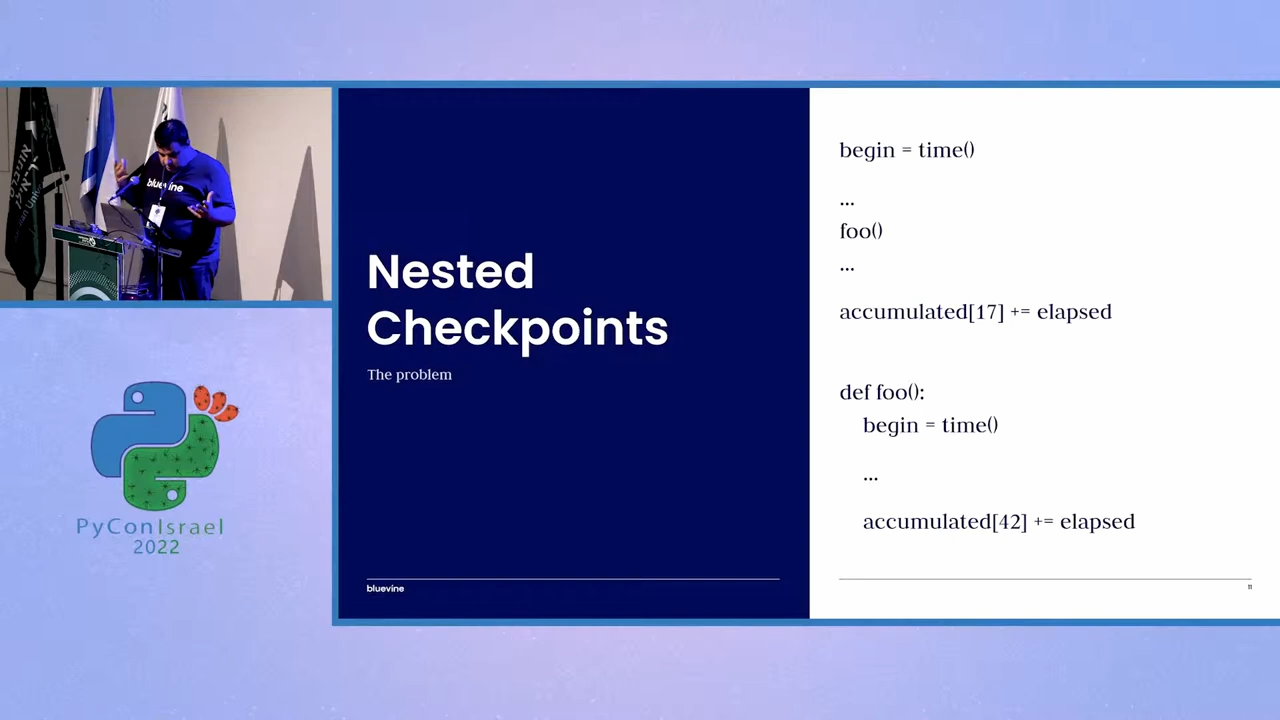 bluevine
Nested
Checkpoints
The problem
bluevine
begin = time()
...
foo()
...
accumulated[17] += elapsed
def foo():
begin = time()
...
accumulated[42] += elapsed
11
PyConIsrael
2022